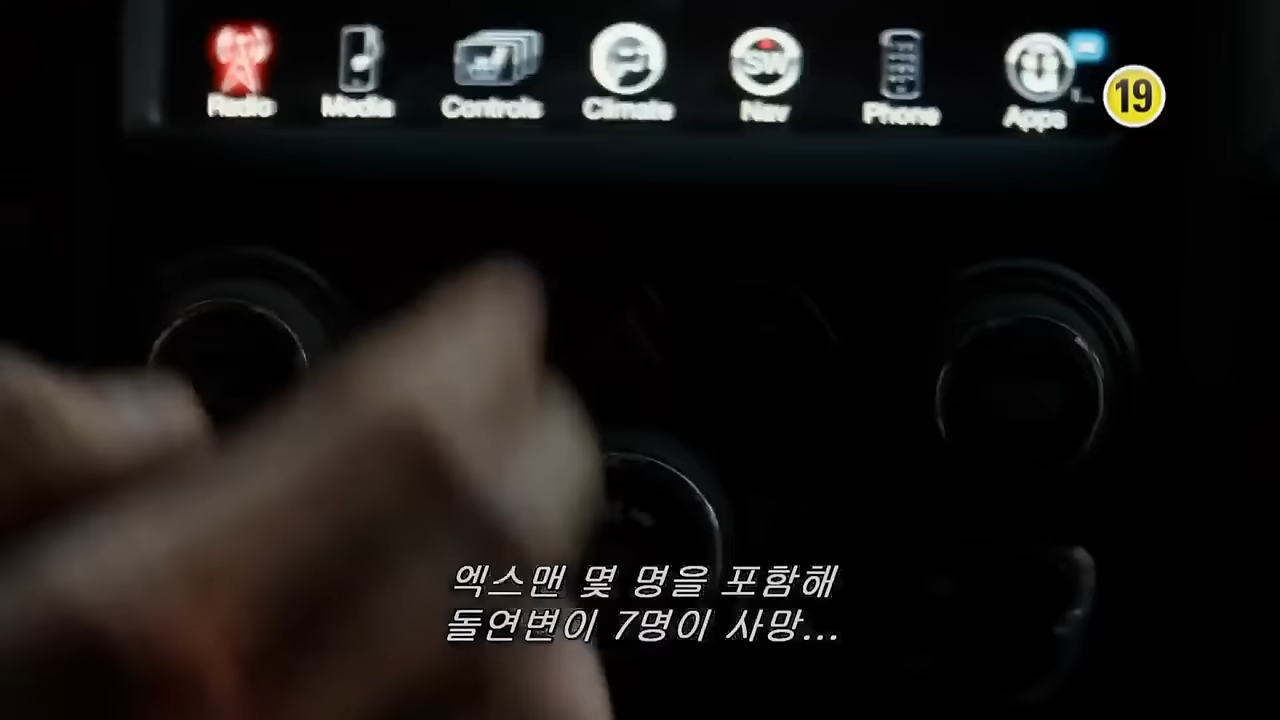 Radio Media Controls Climate Nav Phone Apps
SW
19
엑스맨 몇 명을 포함해
돌연변이 7명이 사망...